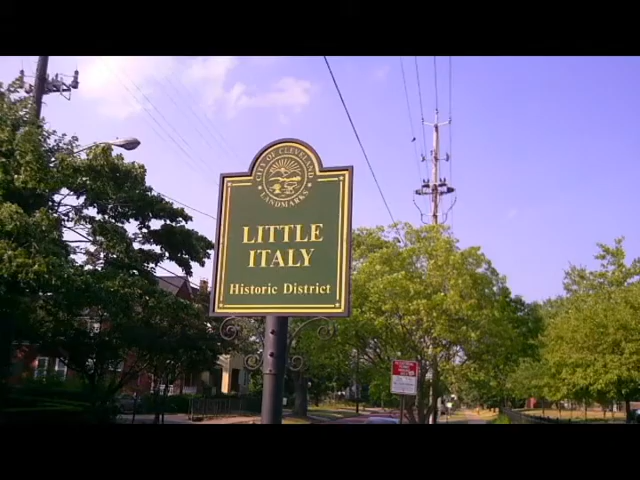 CITY OF CLEVELAND
LANDMARKS
LITTLE
ITALY
Historic District